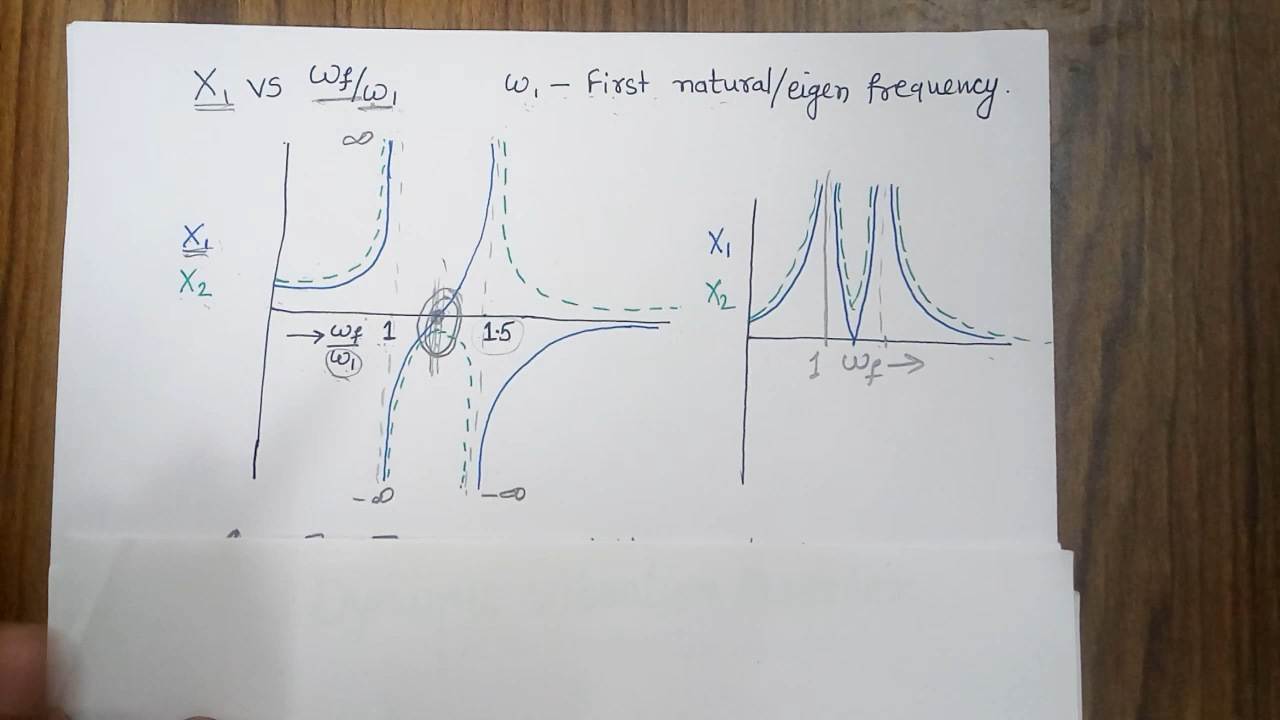 X₁ vs ωf/ω₁
ω₁ – First natural/eigen frequency.
∞
X₁
X₂
→ ωf/ω₁ 1 1.5
-∞ -∞
X₁
X₂
1 ωf →